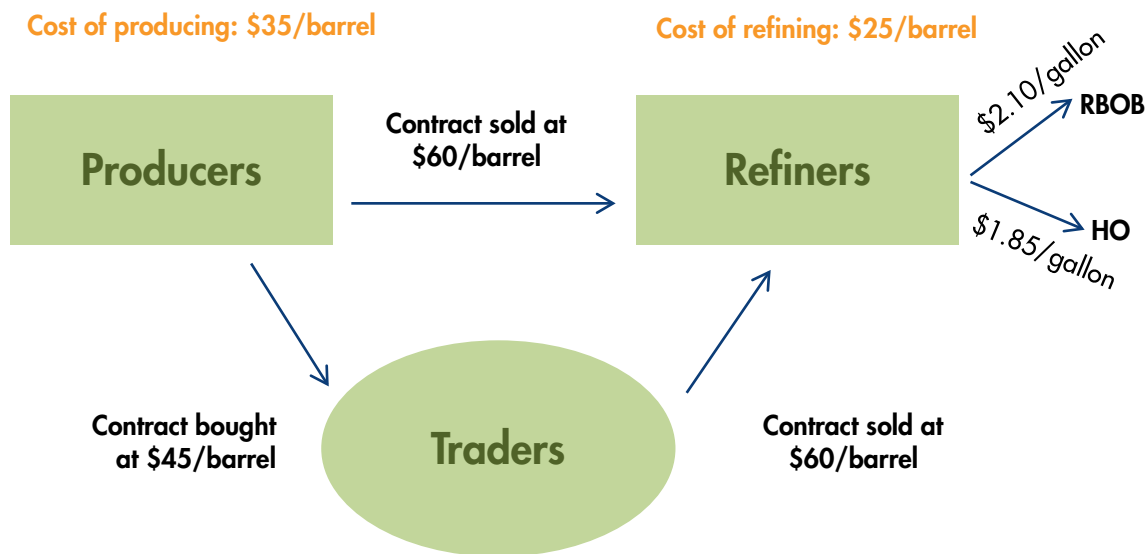 Cost of producing: $35/barrel
Cost of refining: $25/barrel
Producers
Contract sold at
$60/barrel
Refiners
$2.10/gallon
RBOB
$1.85/gallon
HO
Contract bought
at $45/barrel
Traders
Contract sold at
$60/barrel